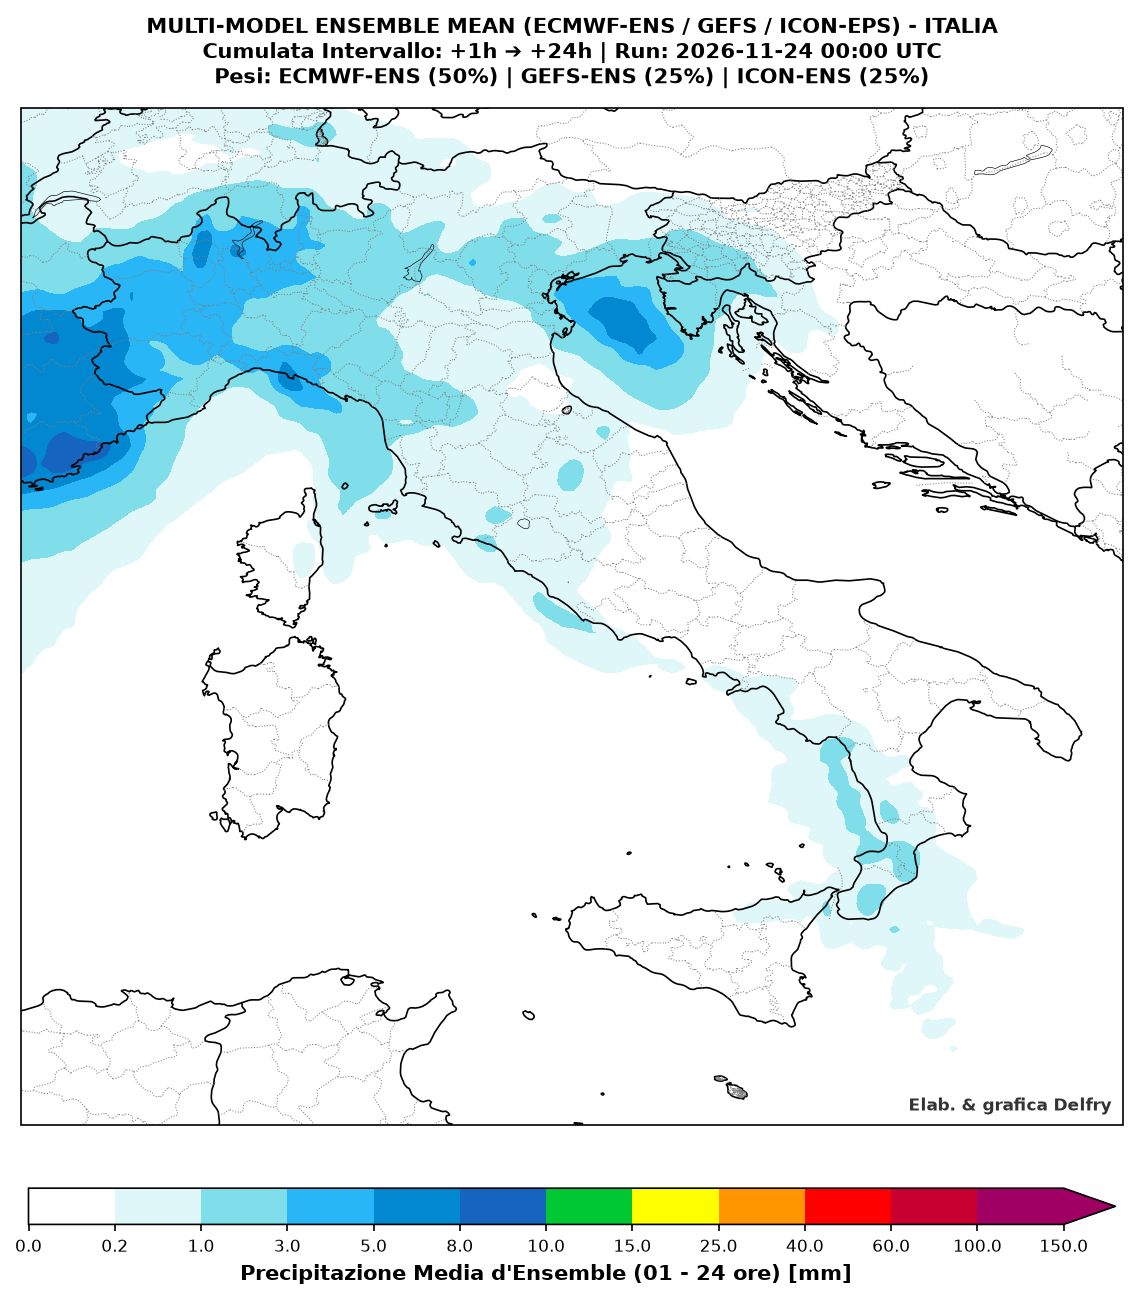 MULTI-MODEL ENSEMBLE MEAN (ECMWF-ENS / GEFS / ICON-EPS) - ITALIA
Cumulata Intervallo: +1h → +24h | Run: 2026-11-24 00:00 UTC
Pesi: ECMWF-ENS (50%) | GEFS-ENS (25%) | ICON-ENS (25%)
Elab. & grafica Delfry
0.0 0.2 1.0 3.0 5.0 8.0 10.0 15.0 25.0 40.0 60.0 100.0 150.0
Precipitazione Media d'Ensemble (01 - 24 ore) [mm]